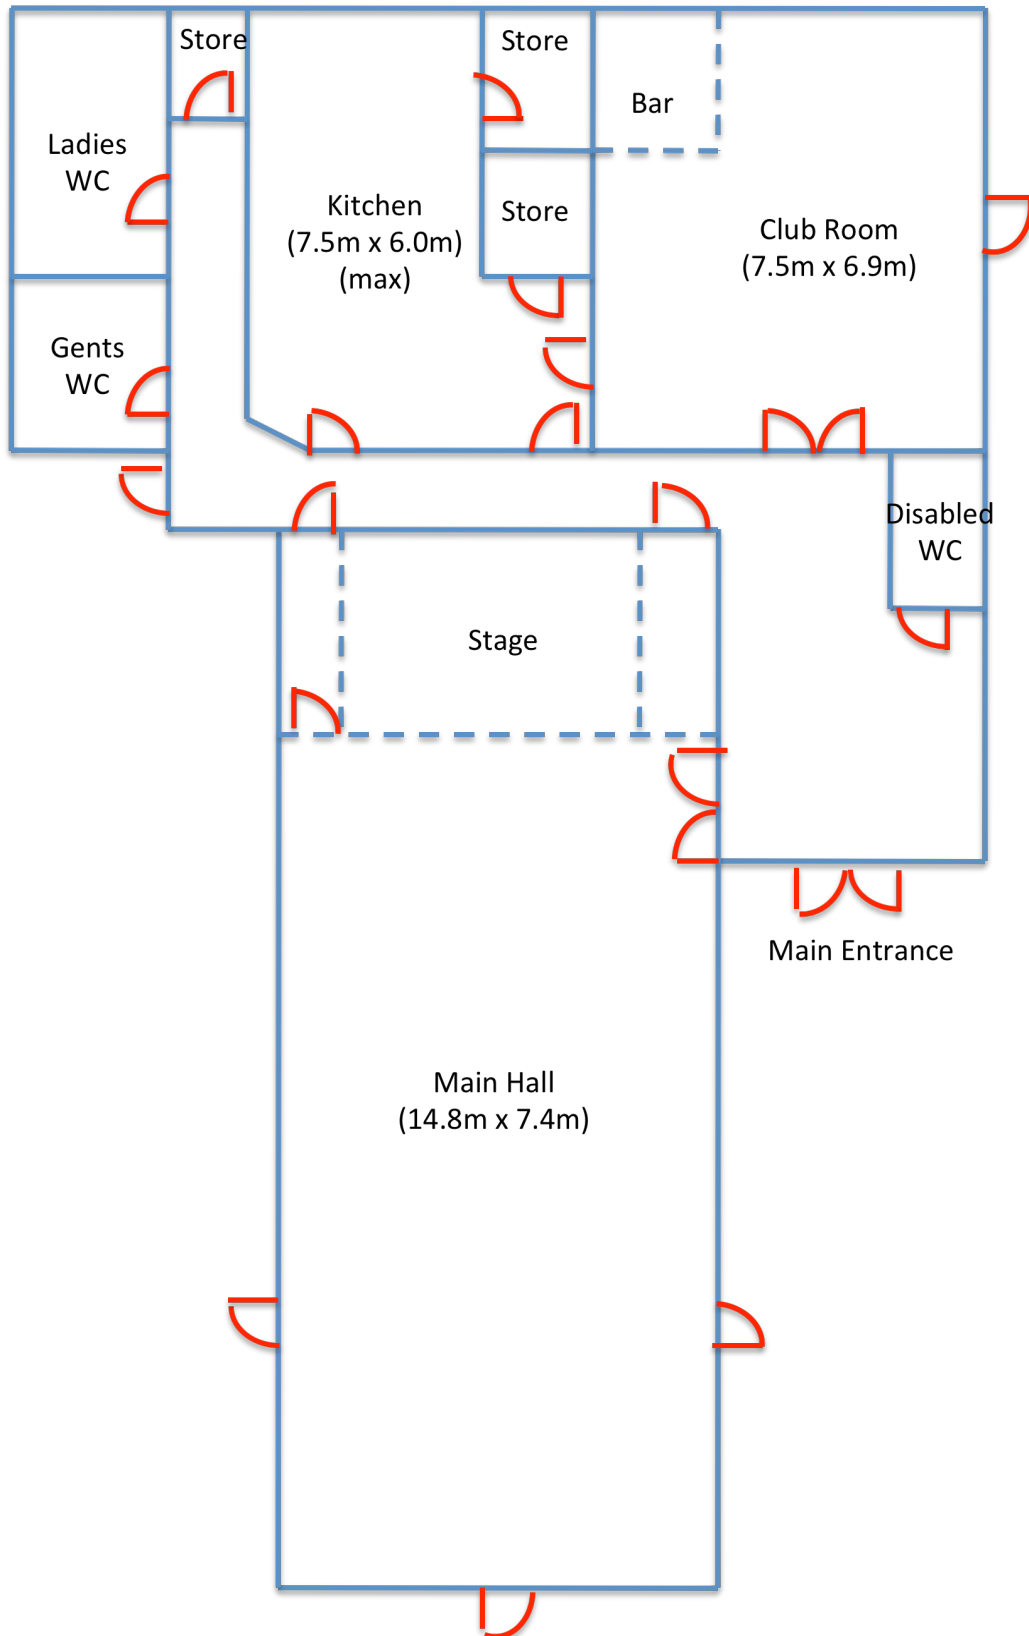 Store
Store
Bar
Ladies
WC
Kitchen
(7.5m x 6.0m)
(max)
Store
Club Room
(7.5m x 6.9m)
Gents
WC
Disabled
WC
Stage
Main Entrance
Main Hall
(14.8m x 7.4m)